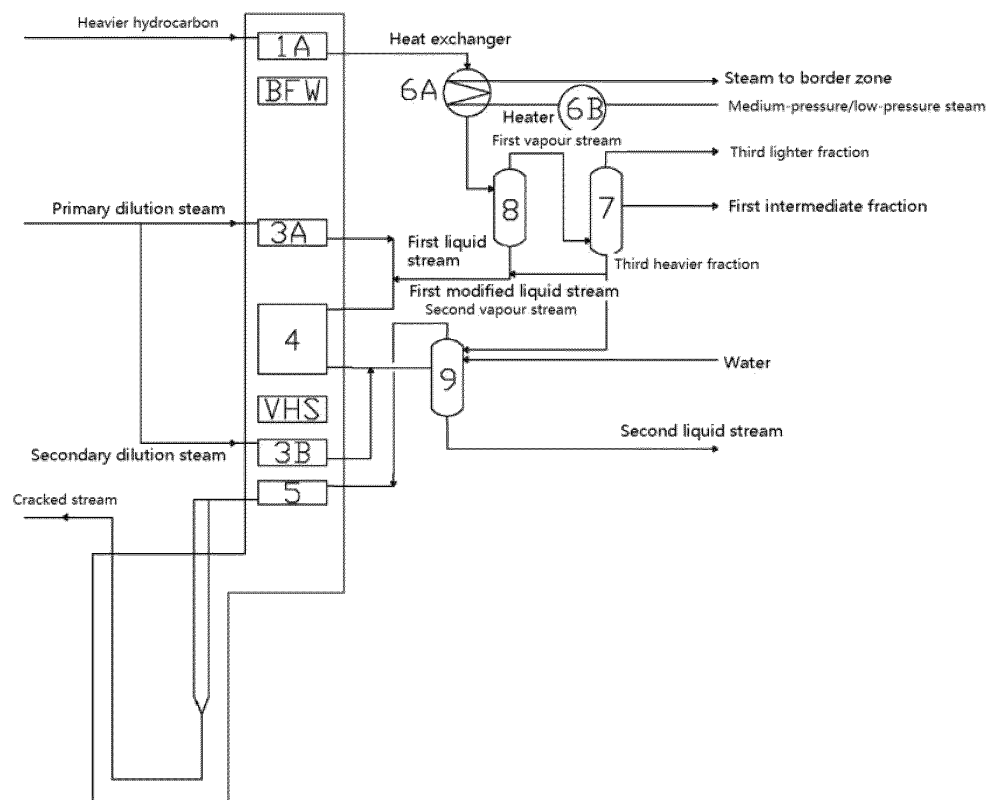 Heavier hydrocarbon
1A
Heat exchanger
BFW
6A
Steam to border zone
Heater
6B
Medium-pressure/low-pressure steam
First vapour stream
Third lighter fraction
Primary dilution steam
3A
8
7
First intermediate fraction
First liquid
stream
Third heavier fraction
First modified liquid stream
Second vapour stream
4
9
Water
VHS
Second liquid stream
Secondary dilution steam
3B
5
Cracked stream